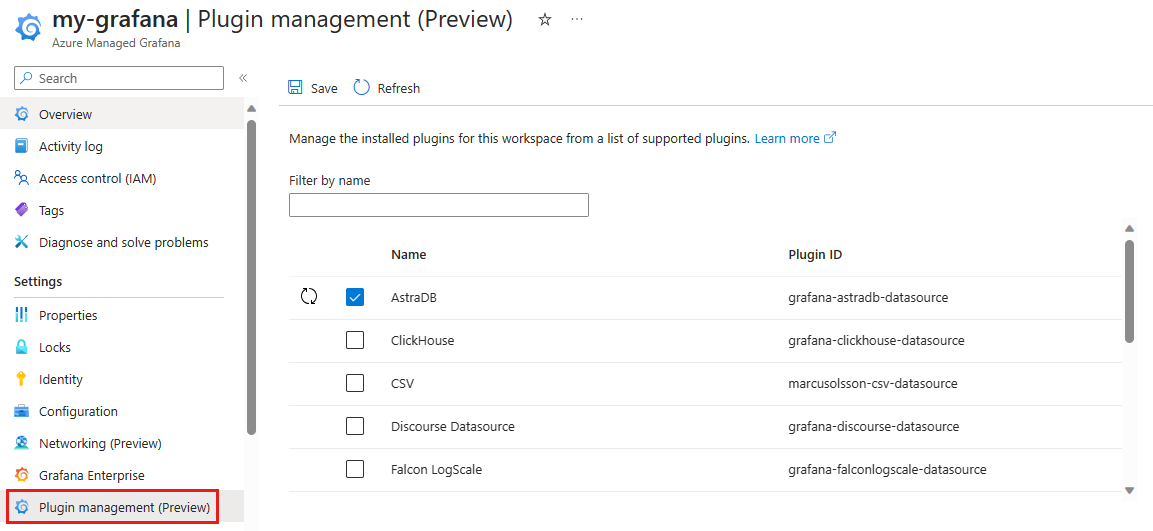 my-grafana | Plugin management (Preview)
Azure Managed Grafana
Search
Overview
Activity log
Access control (IAM)
Tags
Diagnose and solve problems
Settings
Properties
Locks
Identity
Configuration
Networking (Preview)
Grafana Enterprise
Plugin management (Preview)
Save Refresh
Manage the installed plugins for this workspace from a list of supported plugins. Learn more
Filter by name
Name Plugin ID
AstraDB grafana-astradb-datasource
ClickHouse grafana-clickhouse-datasource
CSV marcusolsson-csv-datasource
Discourse Datasource grafana-discourse-datasource
Falcon LogScale grafana-falconlogscale-datasource